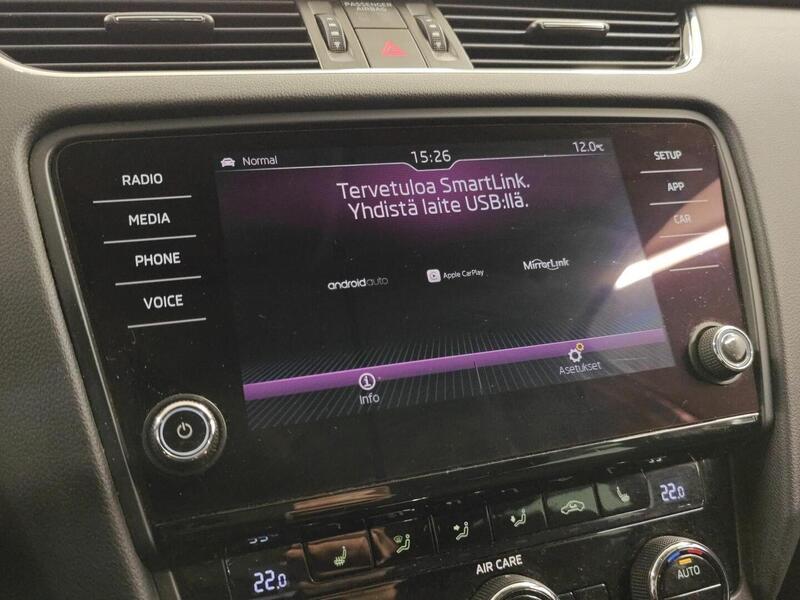 PASSENGER
AIRBAG
Normal
15:26
12.0°C
RADIO
MEDIA
PHONE
VOICE
Tervetuloa SmartLink.
Yhdistä laite USB:llä.
androidauto
Apple CarPlay
MirrorLink
Info
Asetukset
SETUP
APP
CAR
22.0
22.0
AIR CARE
AUTO